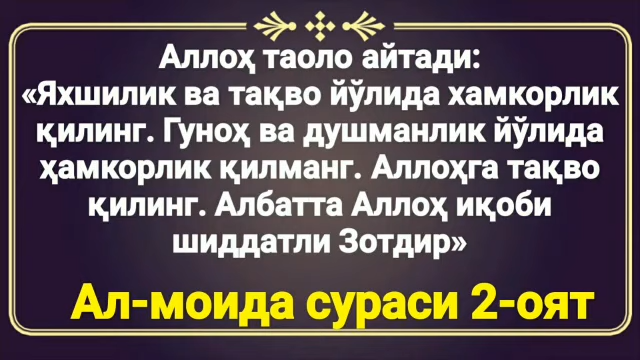 Аллоҳ таоло айтади:
«Яхшилик ва тақво йўлида хамкорлик
қилинг. Гуноҳ ва душманлик йўлида
ҳамкорлик қилманг. Аллоҳга тақво
қилинг. Албатта Аллоҳ иқоби
шиддатли Зотдир»
Ал-моида сураси 2-оят